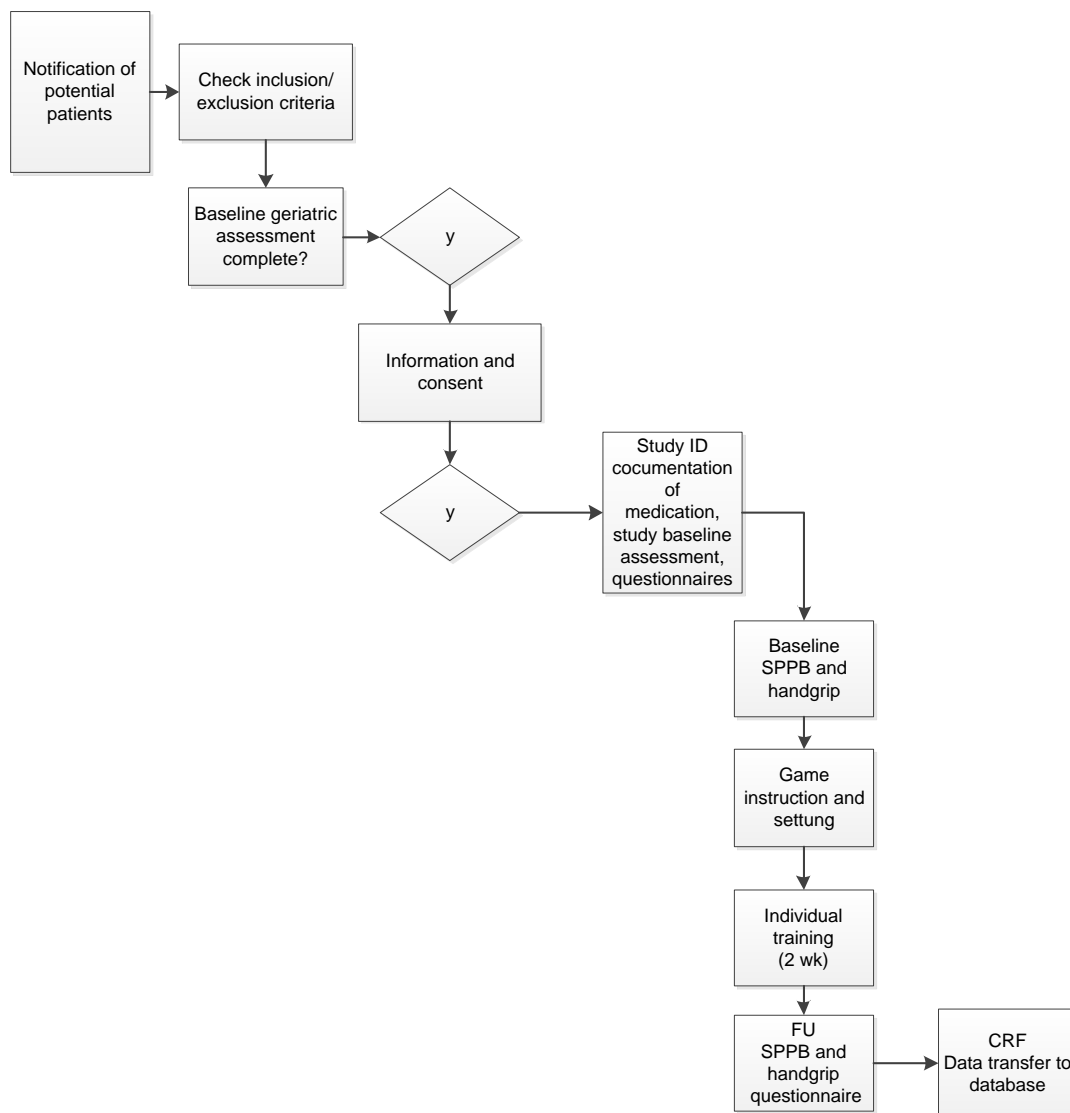 Notification of
potential
patients
Check inclusion/
exclusion criteria
Baseline geriatric
assessment
complete?
y
Information and
consent
y
Study ID
cocumentation
of
medication,
study baseline
assessment,
questionnaires
Baseline
SPPB and
handgrip
Game
instruction and
settung
Individual
training
(2 wk)
FU
SPPB and
handgrip
questionnaire
CRF
Data transfer to
database